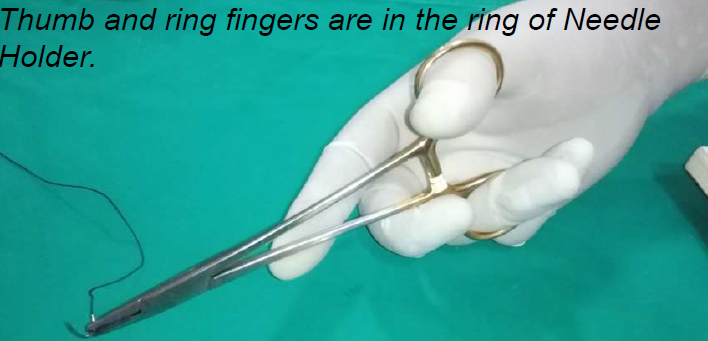 Thumb and ring fingers are in the ring of Needle
Holder.